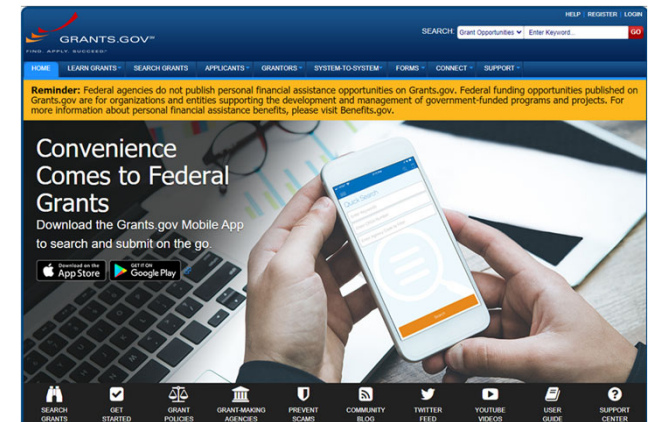 HELP | REGISTER | LOGIN
GRANTS.GOV℠
FIND. APPLY. SUCCEED.℠
SEARCH: Grant Opportunities Enter Keyword... GO
HOME LEARN GRANTS SEARCH GRANTS APPLICANTS GRANTORS SYSTEM-TO-SYSTEM FORMS CONNECT SUPPORT
Reminder: Federal agencies do not publish personal financial assistance opportunities on Grants.gov. Federal funding opportunities published on
Grants.gov are for organizations and entities supporting the development and management of government-funded programs and projects. For
more information about personal financial assistance benefits, please visit Benefits.gov.
Convenience
Comes to Federal
Grants
Download the Grants.gov Mobile App
to search and submit on the go.
Download on the App Store GET IT ON Google Play
Quick Search
Search
SEARCH GRANTS
GET STARTED
GRANT POLICIES
GRANT-MAKING AGENCIES
PREVENT SCAMS
COMMUNITY BLOG
TWITTER FEED
YOUTUBE VIDEOS
USER GUIDE
SUPPORT CENTER